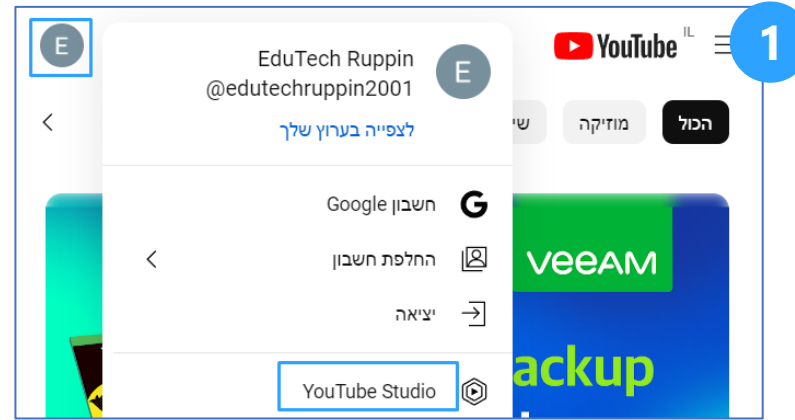 1
YouTube IL
E
E
EduTech Ruppin
@edutechruppin2001
לצפייה בערוץ שלך
הכול
מוזיקה
G
חשבון Google
החלפת חשבון
יציאה
YouTube Studio
veeAM
ackup